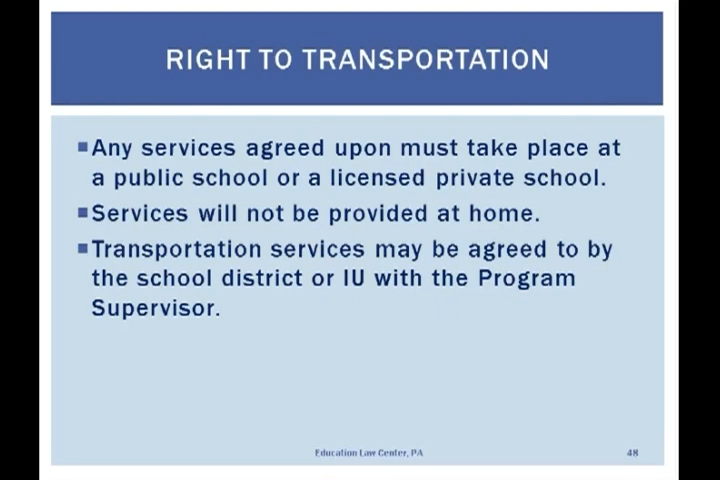 RIGHT TO TRANSPORTATION
Any services agreed upon must take place at
a public school or a licensed private school.
Services will not be provided at home.
Transportation services may be agreed to by
the school district or IU with the Program
Supervisor.
Education Law Center, PA
48